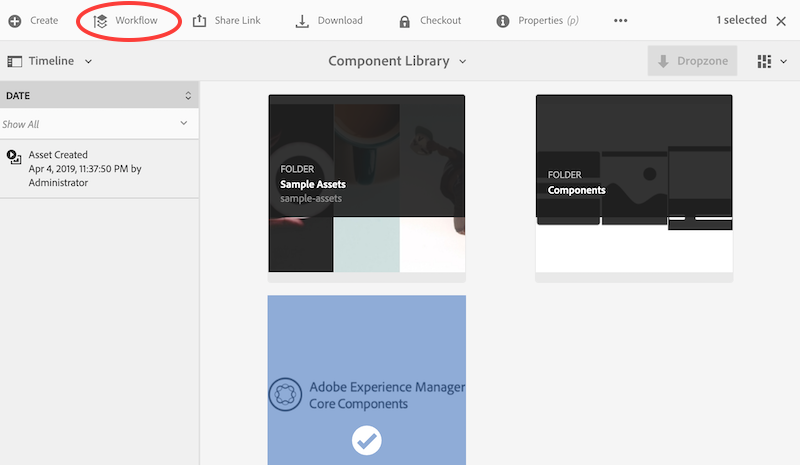 Create Workflow Share Link Download Checkout Properties (p) ••• 1 selected
Timeline Component Library Dropzone
DATE
Show All
Asset Created
Apr 4, 2019, 11:37:50 PM by
Administrator
FOLDER
Sample Assets
sample-assets
FOLDER
Components
Adobe Experience Manager
Core Components